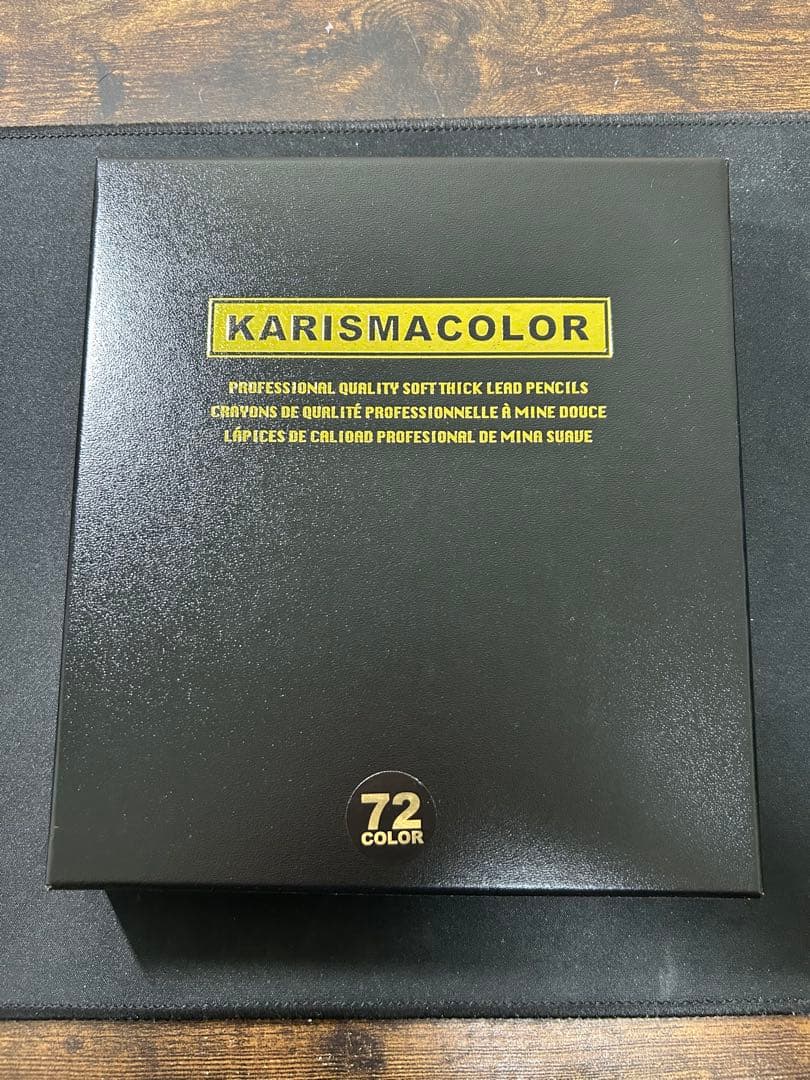 KARISMACOLOR
PROFESSIONAL QUALITY SOFT THICK LEAD PENCILS
CRAYONS DE QUALITÉ PROFESSIONNELLE À MINE DOUCE
LÁPICES DE CALIOAD PROFESIONAL DE MINA SUAVE
72
COLOR